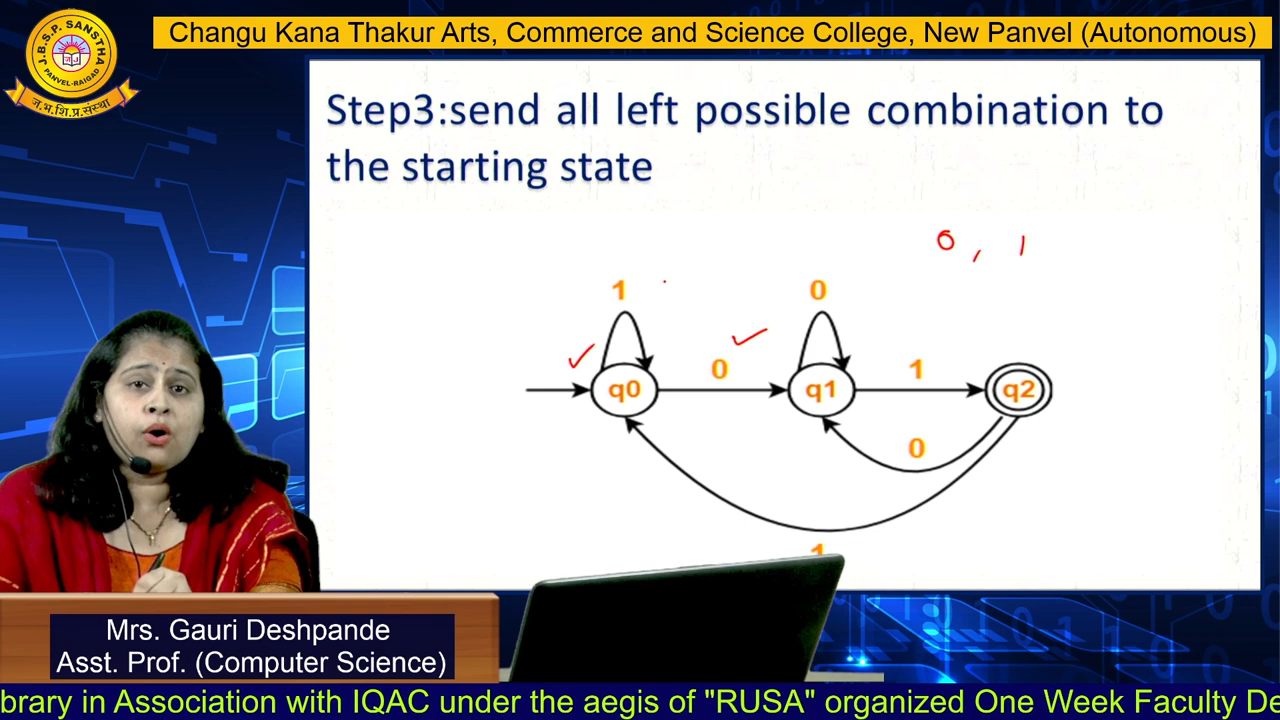 Changu Kana Thakur Arts, Commerce and Science College, New Panvel (Autonomous)
J.B.S.P. SANSTHA
PANVEL-RAIGAD
ज.भ.शि.प्र.संस्था
Step3:send all left possible combination to
the starting state
0, 1
1
0
0
1
q0
q1
q2
0
1
Mrs. Gauri Deshpande
Asst. Prof. (Computer Science)
brary in Association with IQAC under the aegis of "RUSA" organized One Week Faculty De